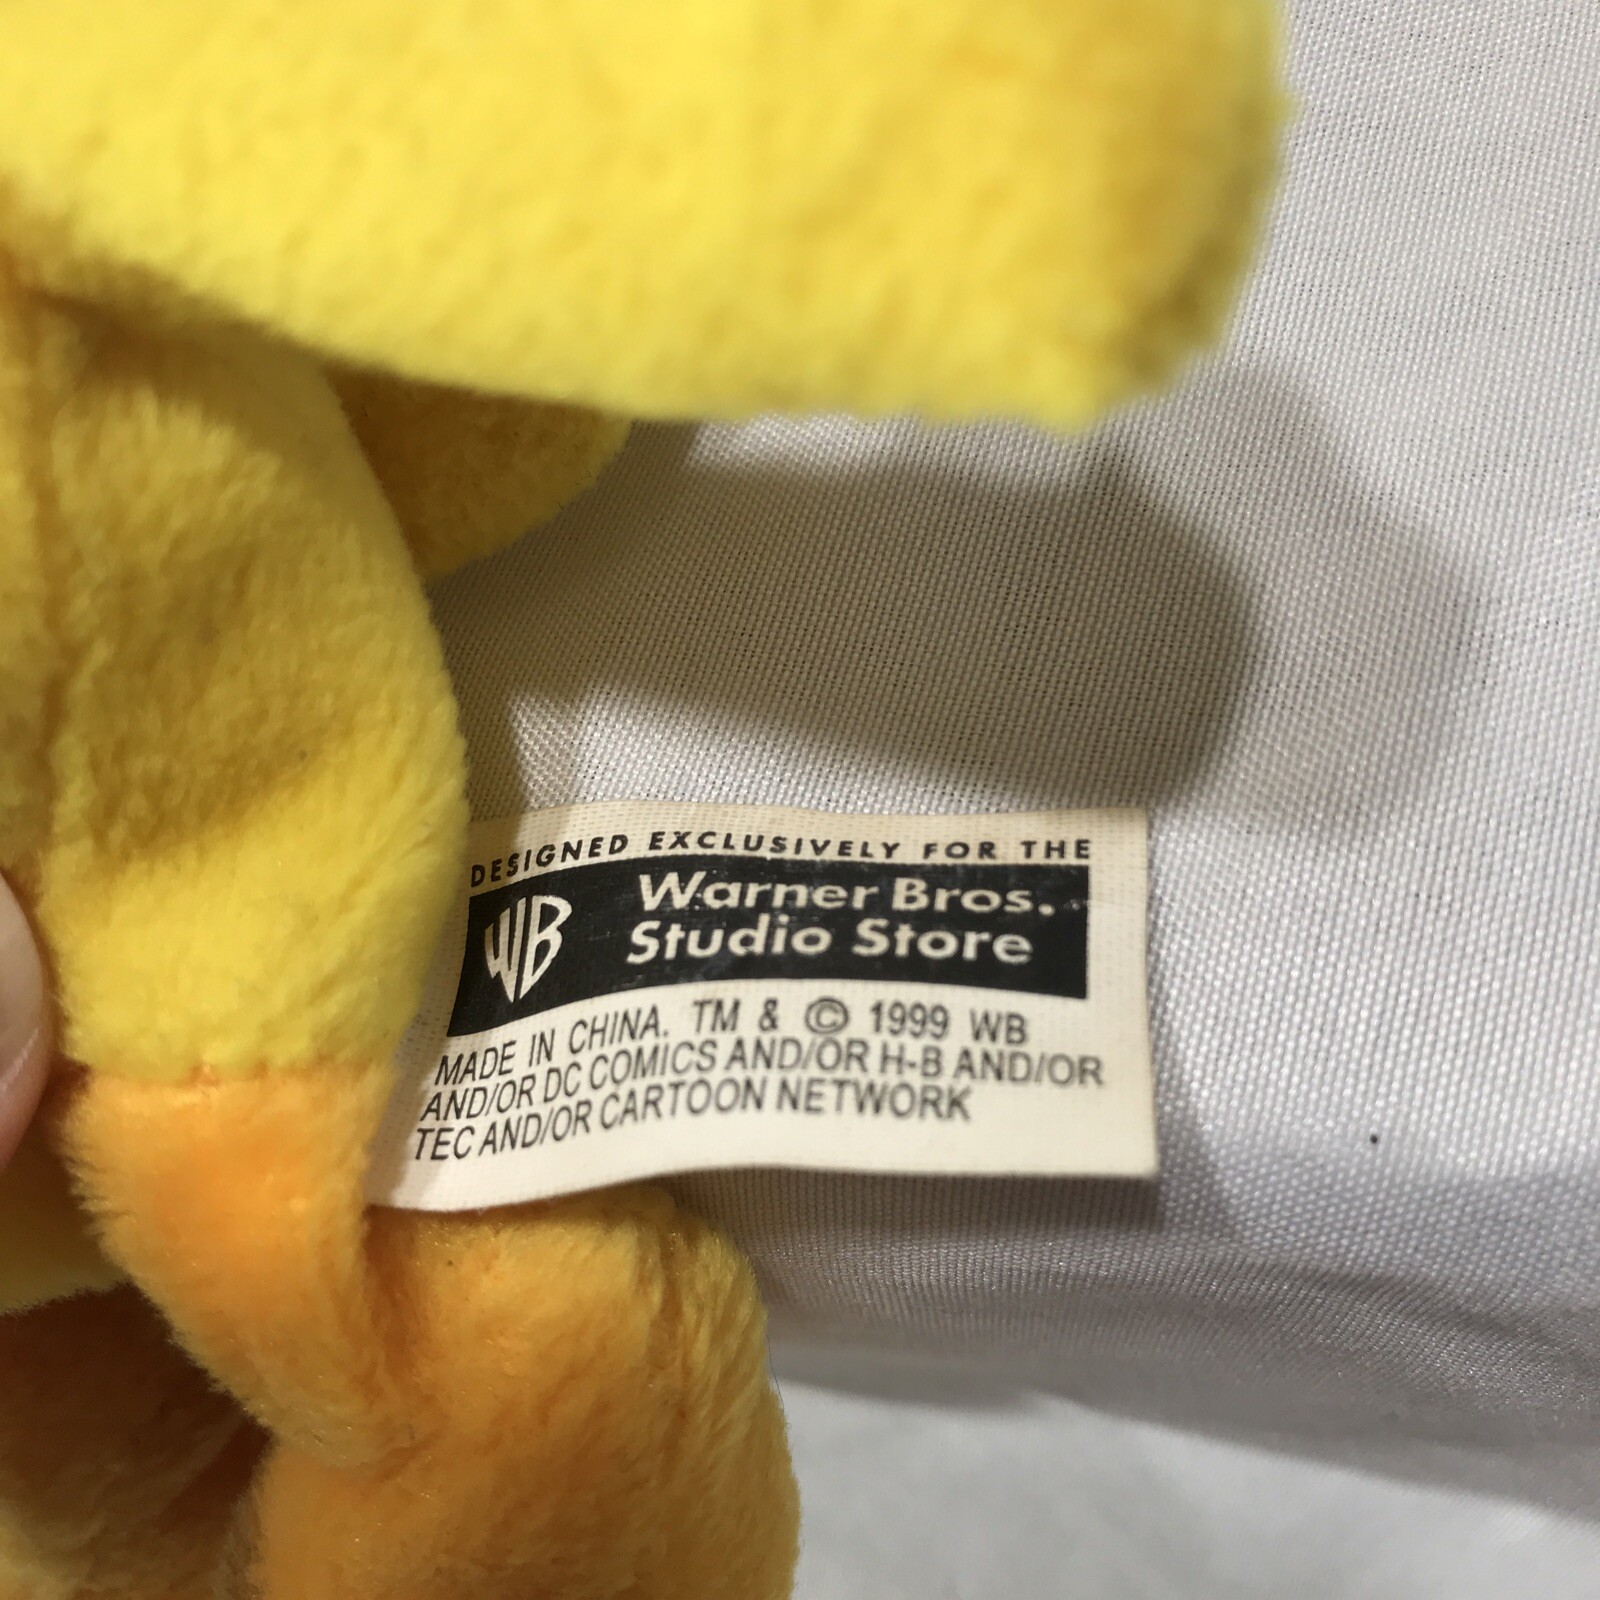 DESIGNED EXCLUSIVELY FOR THE
WB
Warner Bros.
Studio Store
MADE IN CHINA. TM & © 1999 WB
AND/OR DC COMICS AND/OR H-B AND/OR
TEC AND/OR CARTOON NETWORK